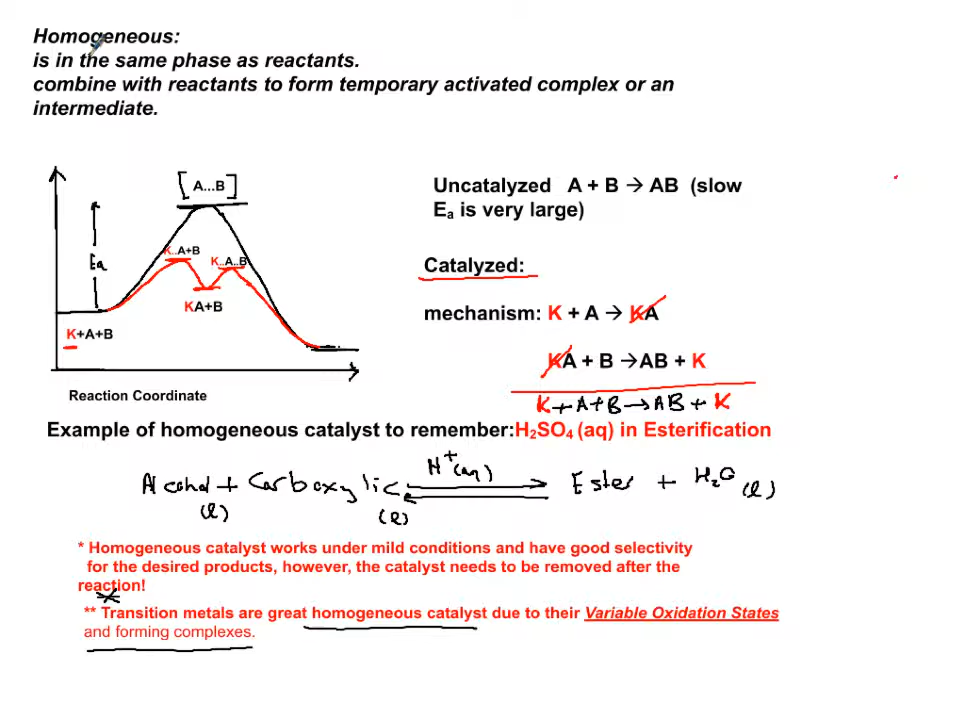 Homogeneous:
is in the same phase as reactants.
combine with reactants to form temporary activated complex or an
intermediate.
[A...B]
Uncatalyzed A + B → AB (slow
Eₐ is very large)
Ea
K..A+B
K..A..B
Catalyzed:
KA+B
mechanism: K + A → KA
K+A+B
KA + B →AB + K
Reaction Coordinate
K+A+B→AB+K
Example of homogeneous catalyst to remember:H₂SO₄ (aq) in Esterification
Alcohol + Carboxylic H⁺(aq) ⇌ Ester + H₂O (l)
(l) (l)
* Homogeneous catalyst works under mild conditions and have good selectivity
for the desired products, however, the catalyst needs to be removed after the
reaction!
** Transition metals are great homogeneous catalyst due to their Variable Oxidation States
and forming complexes.